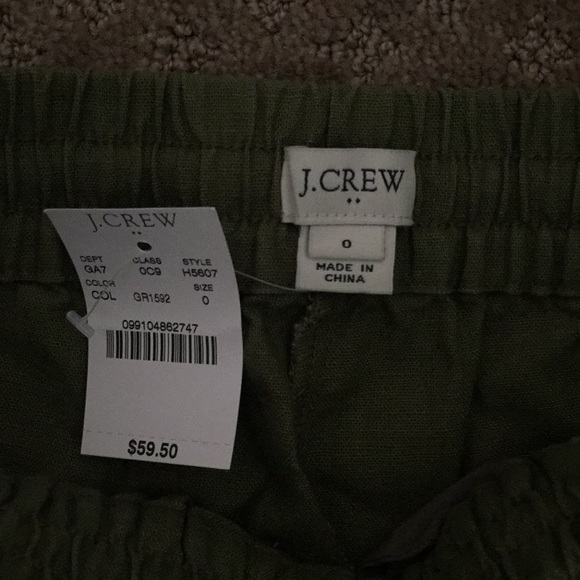 J.CREW
DEPT CLASS STYLE
GA7 0C9 H5607
COLOR SIZE
COL GR1592 0
099104862747
$59.50
J.CREW
0
MADE IN
CHINA